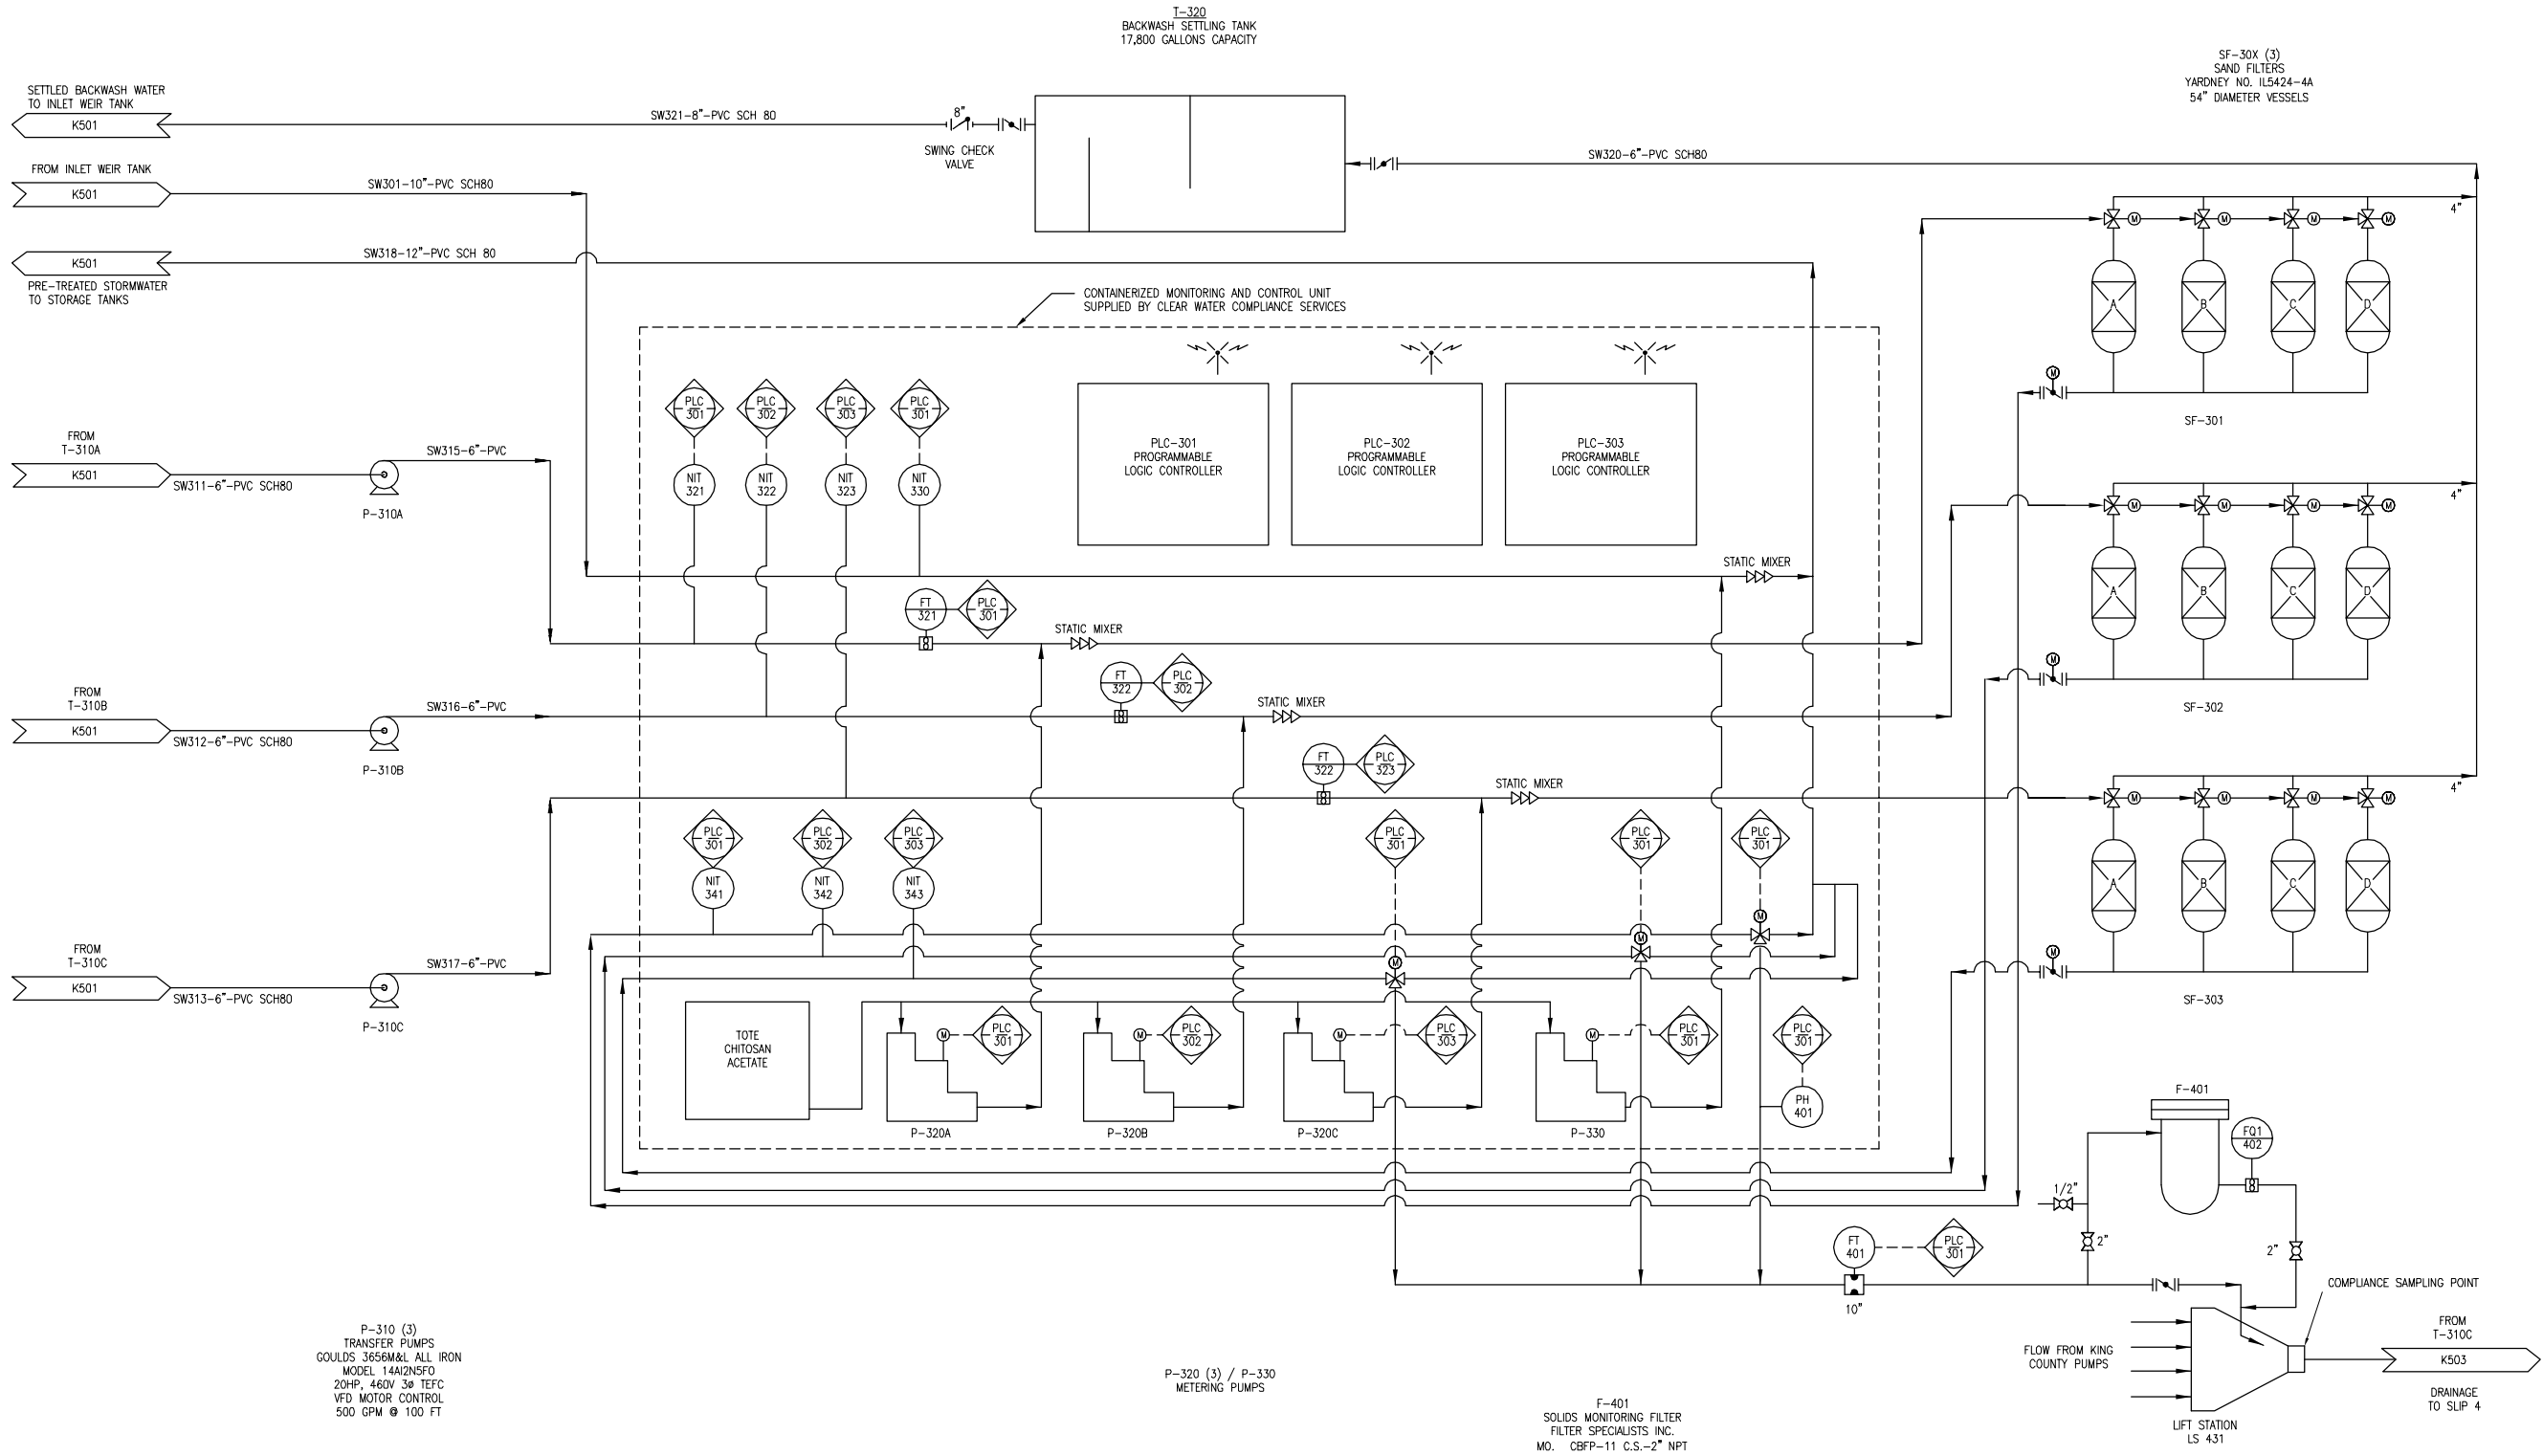 T-320
BACKWASH SETTLING TANK
17,800 GALLONS CAPACITY
SF-30X (3)
SAND FILTERS
YARDNEY NO. IL5424-4A
54" DIAMETER VESSELS
SETTLED BACKWASH WATER
TO INLET WEIR TANK
K501
SW321-8"-PVC SCH 80
8"
SWING CHECK
VALVE
SW320-6"-PVC SCH80
FROM INLET WEIR TANK
K501
SW301-10"-PVC SCH80
K501
SW318-12"-PVC SCH 80
PRE-TREATED STORMWATER
TO STORAGE TANKS
CONTAINERIZED MONITORING AND CONTROL UNIT
SUPPLIED BY CLEAR WATER COMPLIANCE SERVICES
4"
M M M M
A B C D
M
SF-301
PLC
301
PLC
302
PLC
303
PLC
301
NIT
321
NIT
322
NIT
323
NIT
330
PLC-301
PROGRAMMABLE
LOGIC CONTROLLER
PLC-302
PROGRAMMABLE
LOGIC CONTROLLER
PLC-303
PROGRAMMABLE
LOGIC CONTROLLER
FROM
T-310A
K501
SW311-6"-PVC SCH80
SW315-6"-PVC
P-310A
4"
M M M M
A B C D
M
SF-302
STATIC MIXER
FT
321
PLC
301
STATIC MIXER
FT
322
PLC
302
STATIC MIXER
FT
322
PLC
323
STATIC MIXER
FROM
T-310B
K501
SW312-6"-PVC SCH80
SW316-6"-PVC
P-310B
4"
M M M M
A B C D
M
SF-303
PLC
301
PLC
302
PLC
303
PLC
301
PLC
301
PLC
301
NIT
341
NIT
342
NIT
343
M
M
M
FROM
T-310C
K501
SW313-6"-PVC SCH80
SW317-6"-PVC
P-310C
TOTE
CHITOSAN
ACETATE
M
PLC
301
M
PLC
302
M
PLC
303
M
PLC
301
PLC
301
PH
401
P-320A
P-320B
P-320C
P-330
F-401
FQ1
402
1/2"
2"
2"
FT
401
PLC
301
10"
COMPLIANCE SAMPLING POINT
FLOW FROM KING
COUNTY PUMPS
FROM
T-310C
K503
DRAINAGE
TO SLIP 4
LIFT STATION
LS 431
P-310 (3)
TRANSFER PUMPS
GOULDS 3656M&L ALL IRON
MODEL 14AI2N5F0
20HP, 460V 3ø TEFC
VFD MOTOR CONTROL
500 GPM @ 100 FT
P-320 (3) / P-330
METERING PUMPS
F-401
SOLIDS MONITORING FILTER
FILTER SPECIALISTS INC.
MO. CBFP-11 C.S.-2" NPT